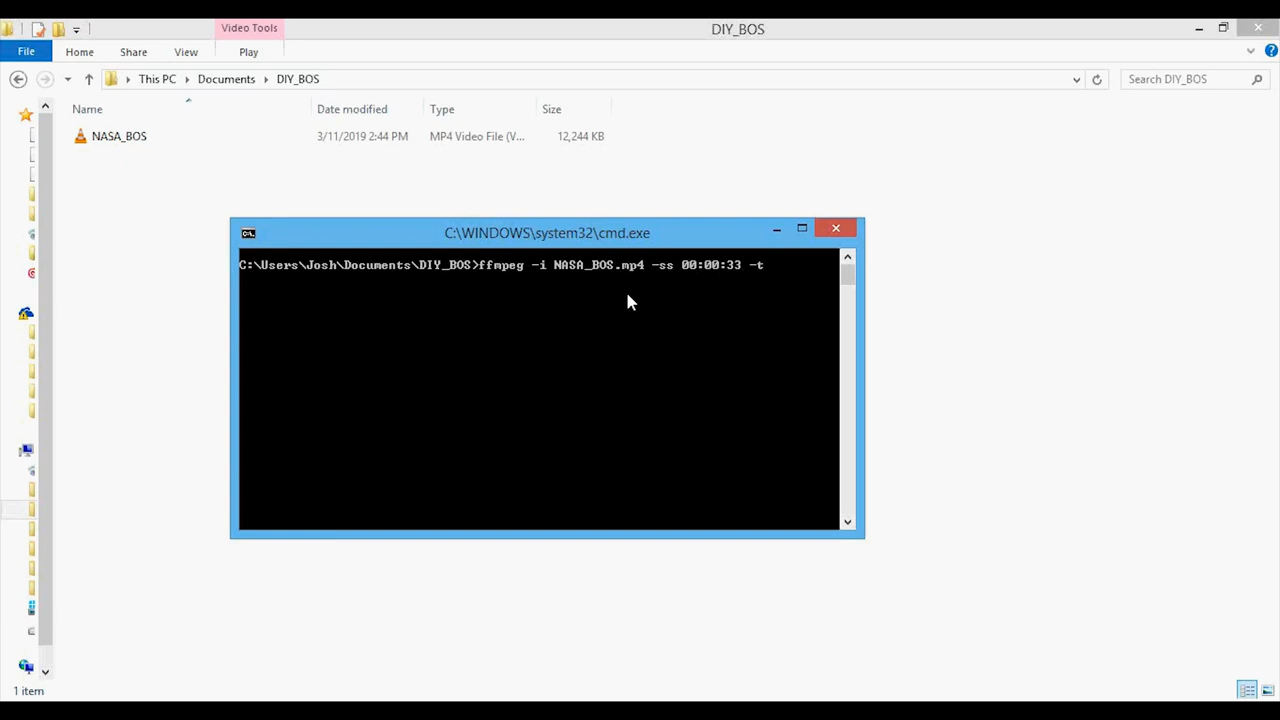 Video Tools
DIY_BOS
File Home Share View Play
This PC Documents DIY_BOS Search DIY_BOS
Name Date modified Type Size
NASA_BOS 3/11/2019 2:44 PM MP4 Video File (V... 12,244 KB
C:\WINDOWS\system32\cmd.exe
C:\Users\Josh\Documents\DIY_BOS>ffmpeg -i NASA_BOS.mp4 -ss 00:00:33 -t
1 item